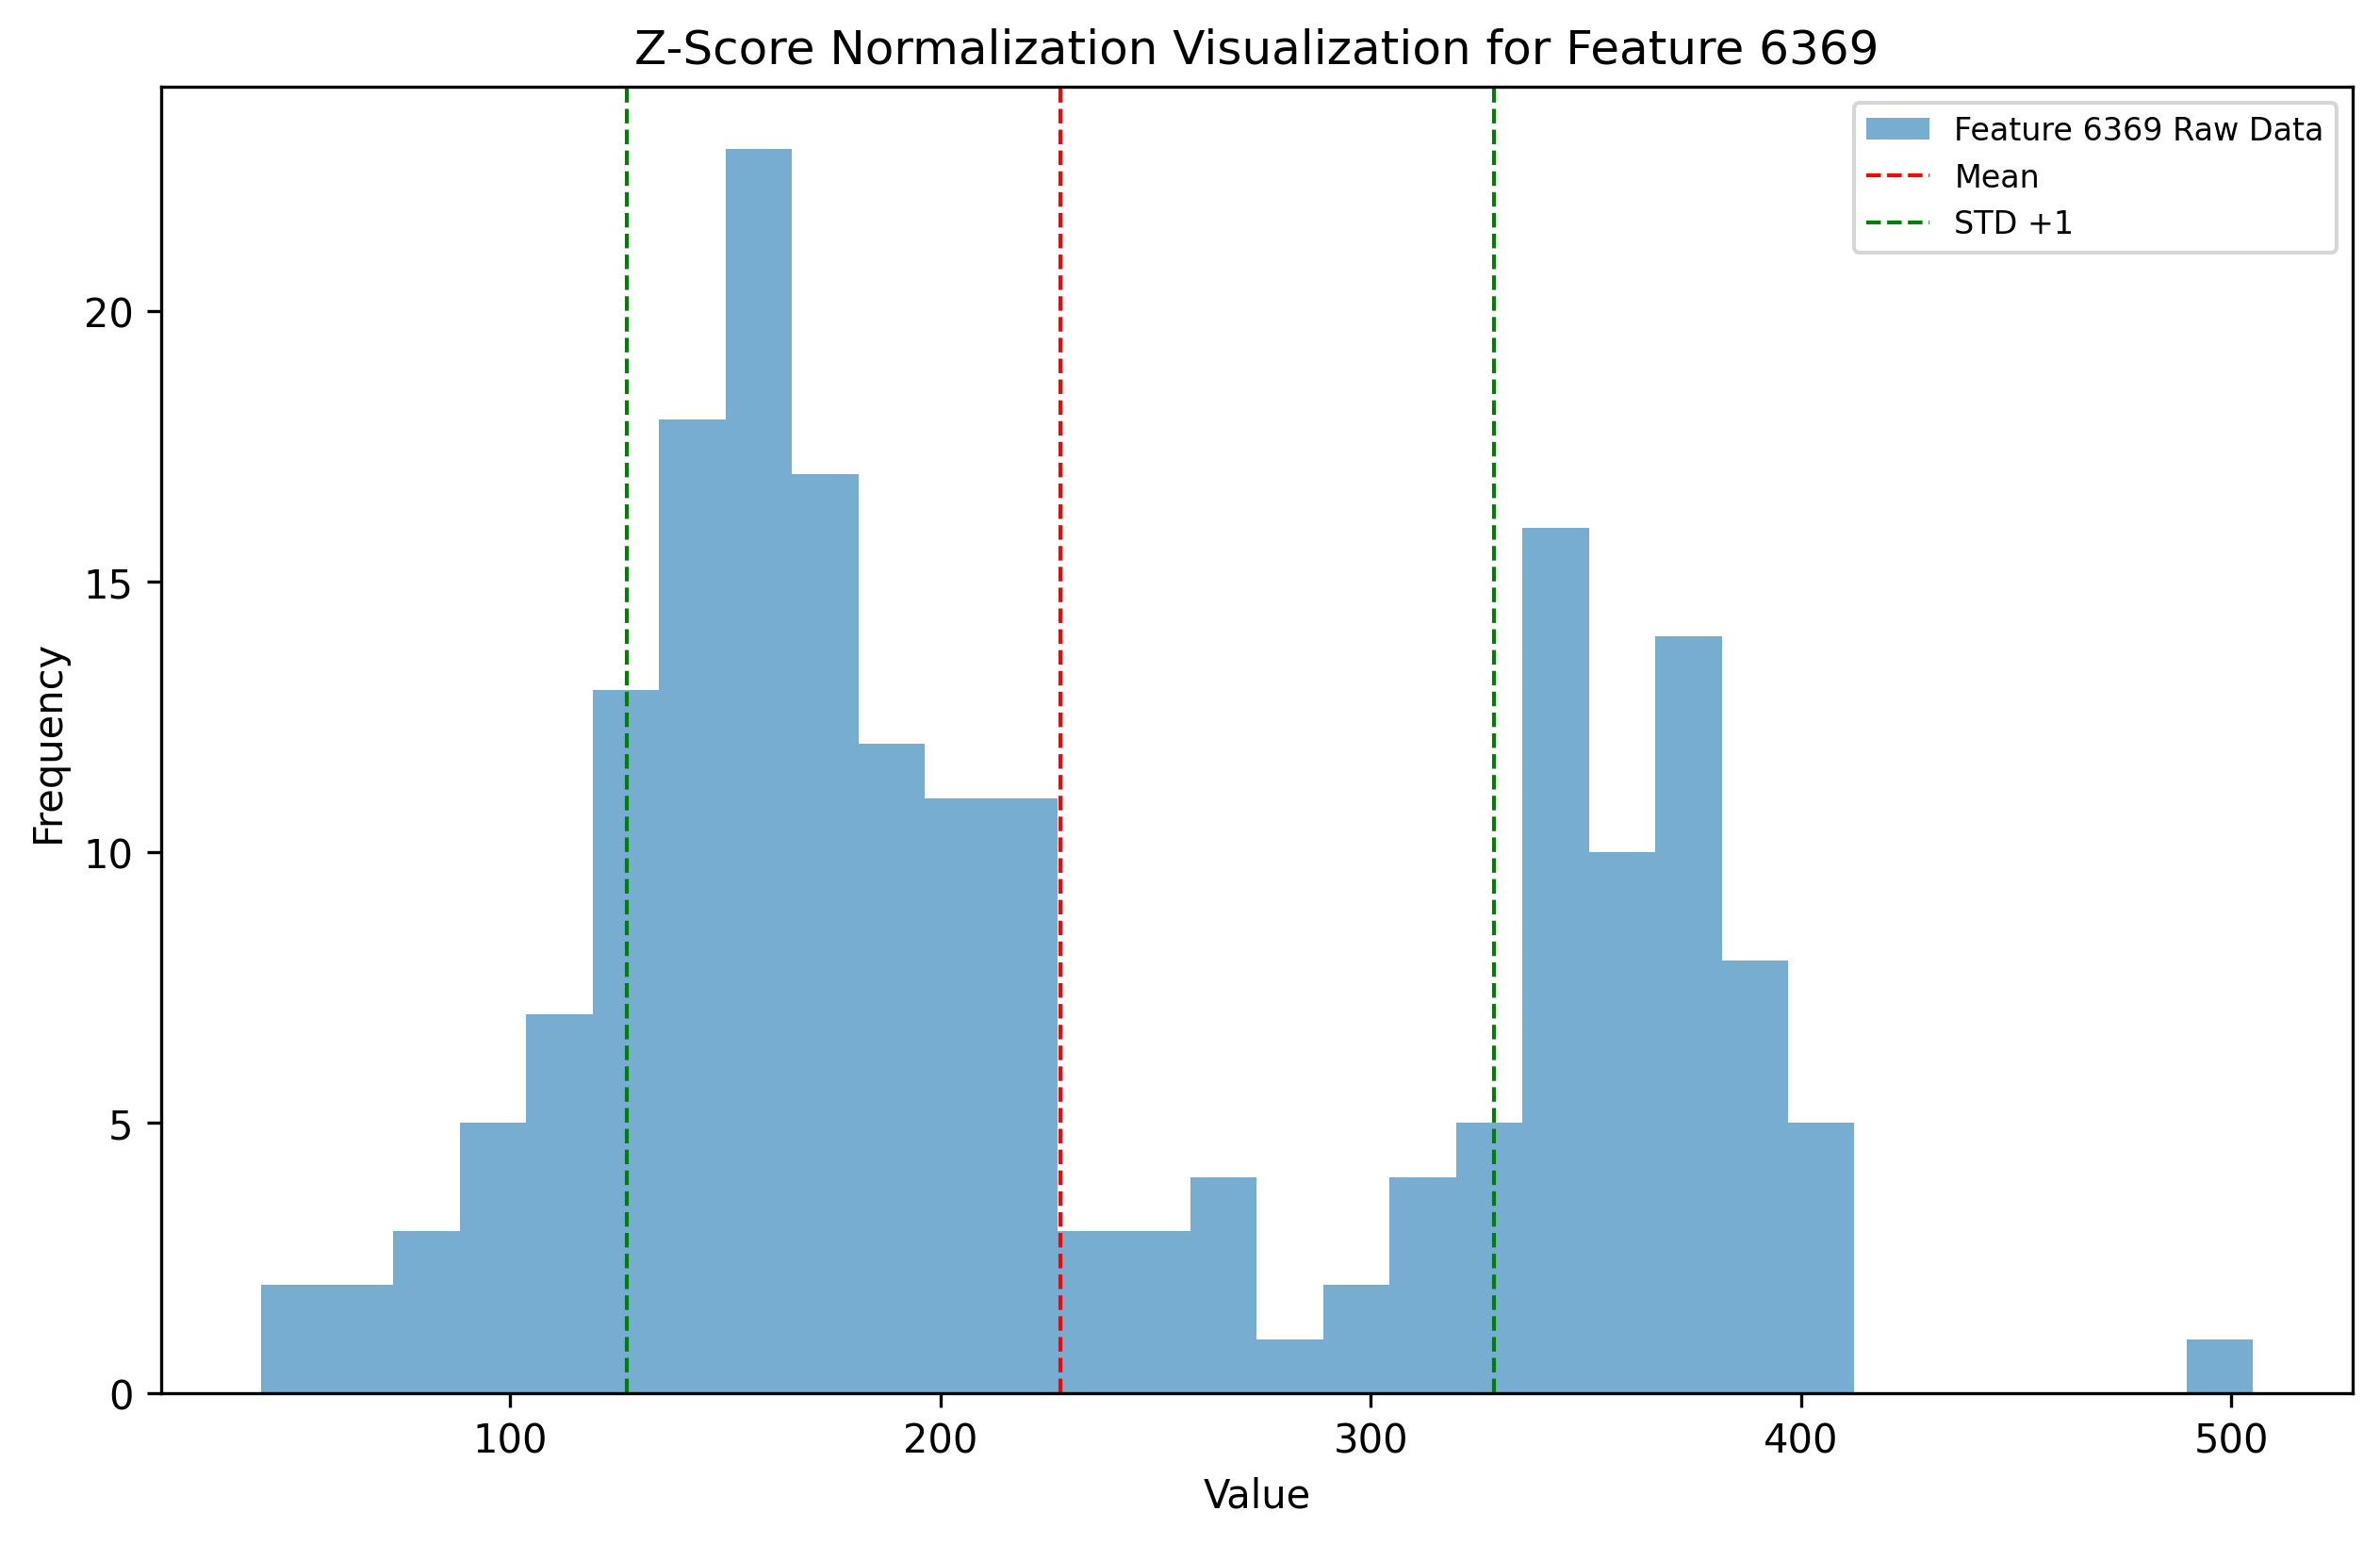 Z-Score Normalization Visualization for Feature 6369
Feature 6369 Raw Data
Mean
STD +1
20
15
10
5
0
Frequency
100 200 300 400 500
Value